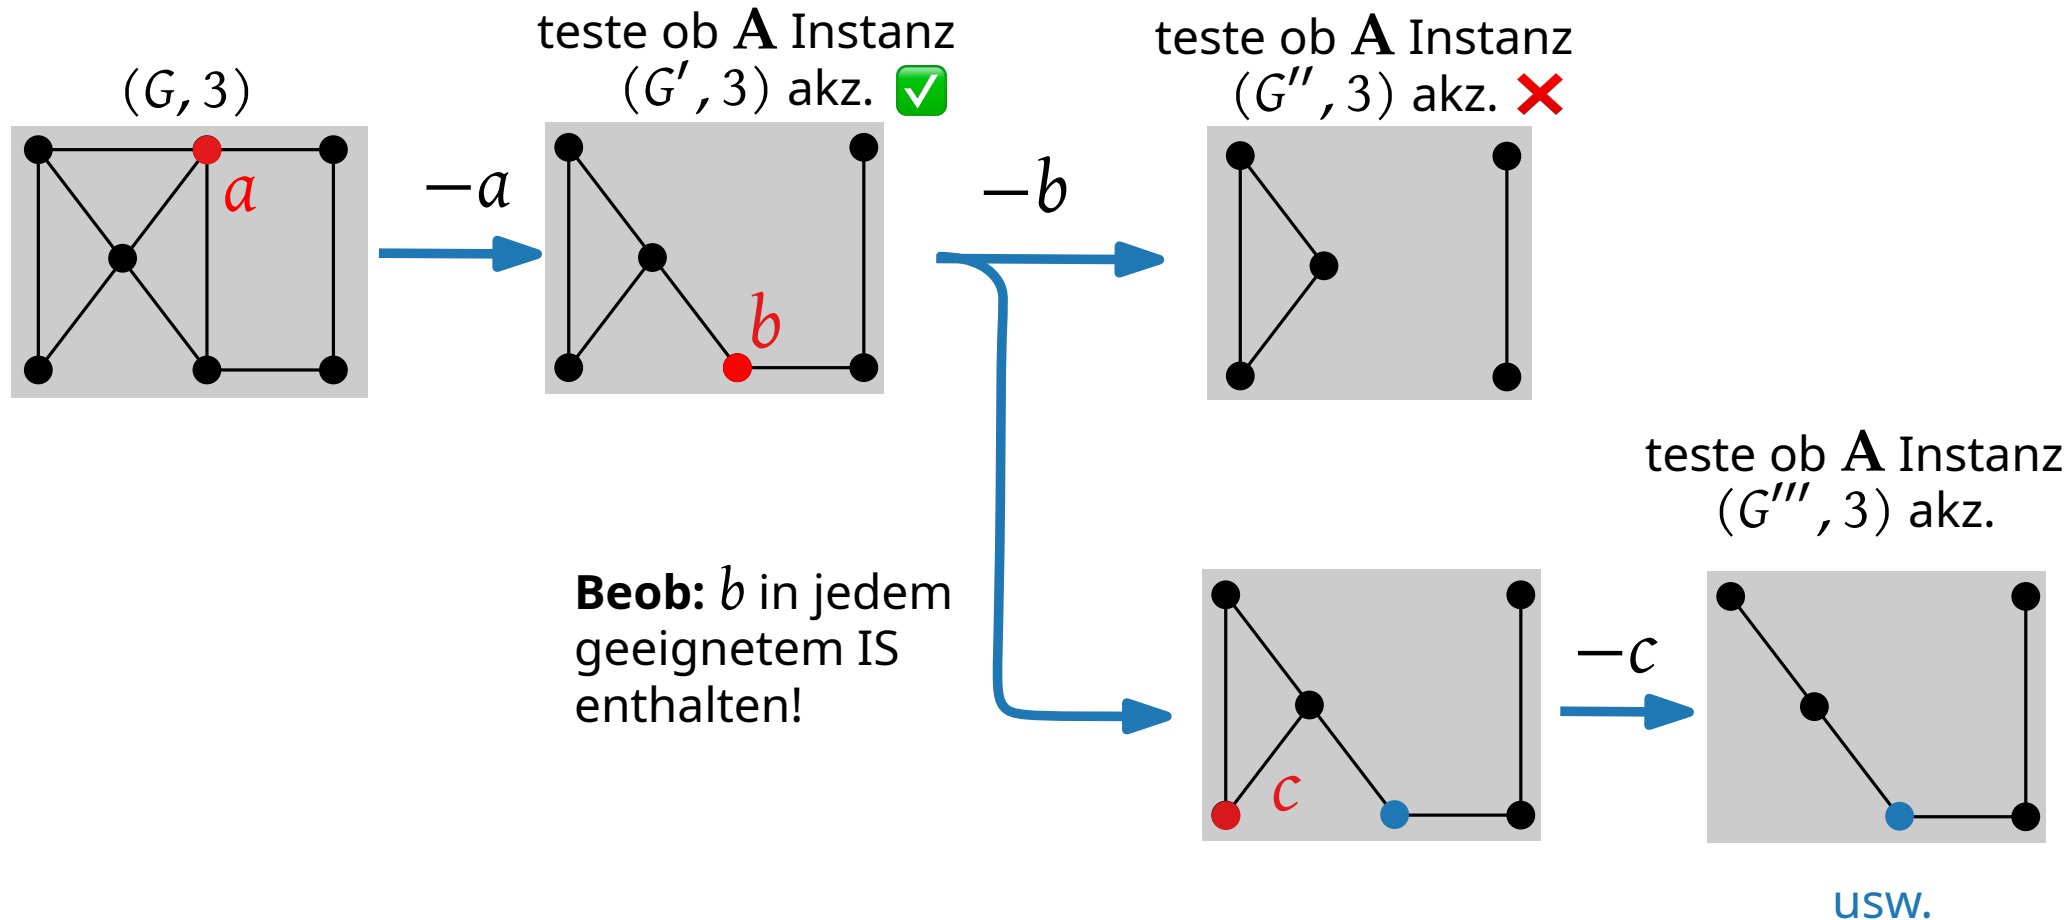 (G, 3)
a
−a
teste ob A Instanz
(G′, 3) akz. ✅
b
−b
teste ob A Instanz
(G′′, 3) akz. ❌
Beob: b in jedem
geeignetem IS
enthalten!
c
−c
teste ob A Instanz
(G′′′, 3) akz.
usw.